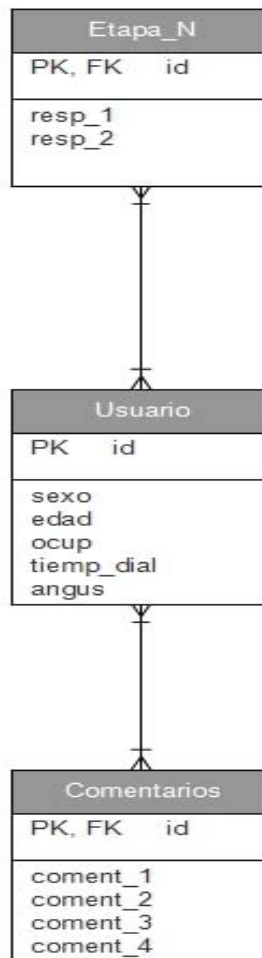 Etapa_N
PK, FK id
resp_1
resp_2
Usuario
PK id
sexo
edad
ocup
tiemp_dial
angus
Comentarios
PK, FK id
coment_1
coment_2
coment_3
coment_4